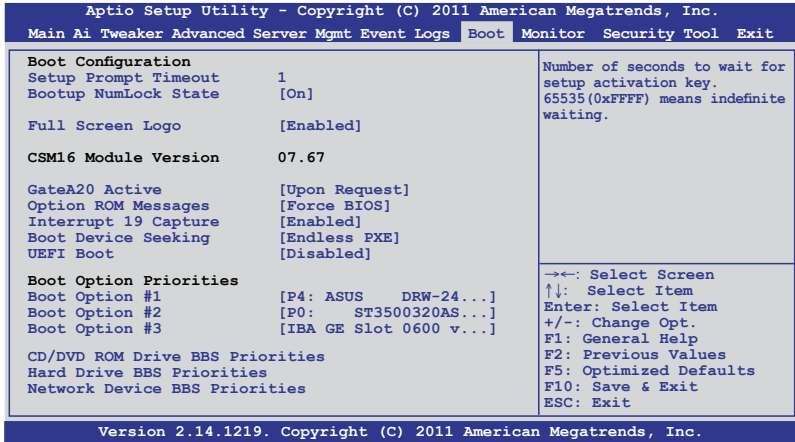 Aptio Setup Utility - Copyright (C) 2011 American Megatrends, Inc.
Main Ai Tweaker Advanced Server Mgmt Event Logs Boot Monitor Security Tool Exit
Boot Configuration
Setup Prompt Timeout 1
Bootup NumLock State [On]
Full Screen Logo [Enabled]
CSM16 Module Version 07.67
GateA20 Active [Upon Request]
Option ROM Messages [Force BIOS]
Interrupt 19 Capture [Enabled]
Boot Device Seeking [Endless PXE]
UEFI Boot [Disabled]
Boot Option Priorities
Boot Option #1 [P4: ASUS DRW-24...]
Boot Option #2 [P0: ST3500320AS...]
Boot Option #3 [IBA GE Slot 0600 v...]
CD/DVD ROM Drive BBS Priorities
Hard Drive BBS Priorities
Network Device BBS Priorities
Number of seconds to wait for
setup activation key.
65535(0xFFFF) means indefinite
waiting.
→←: Select Screen
↑↓: Select Item
Enter: Select Item
+/-: Change Opt.
F1: General Help
F2: Previous Values
F5: Optimized Defaults
F10: Save & Exit
ESC: Exit
Version 2.14.1219. Copyright (C) 2011 American Megatrends, Inc.